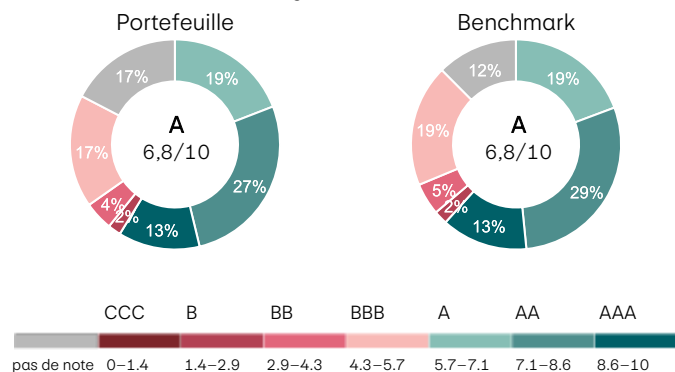 Portefeuille
Benchmark
17%
19%
17%
A
6,8/10
27%
4%
2%
13%
12%
19%
19%
A
6,8/10
29%
5%
2%
13%
CCC B BB BBB A AA AAA
pas de note 0–1.4 1.4–2.9 2.9–4.3 4.3–5.7 5.7–7.1 7.1–8.6 8.6–10